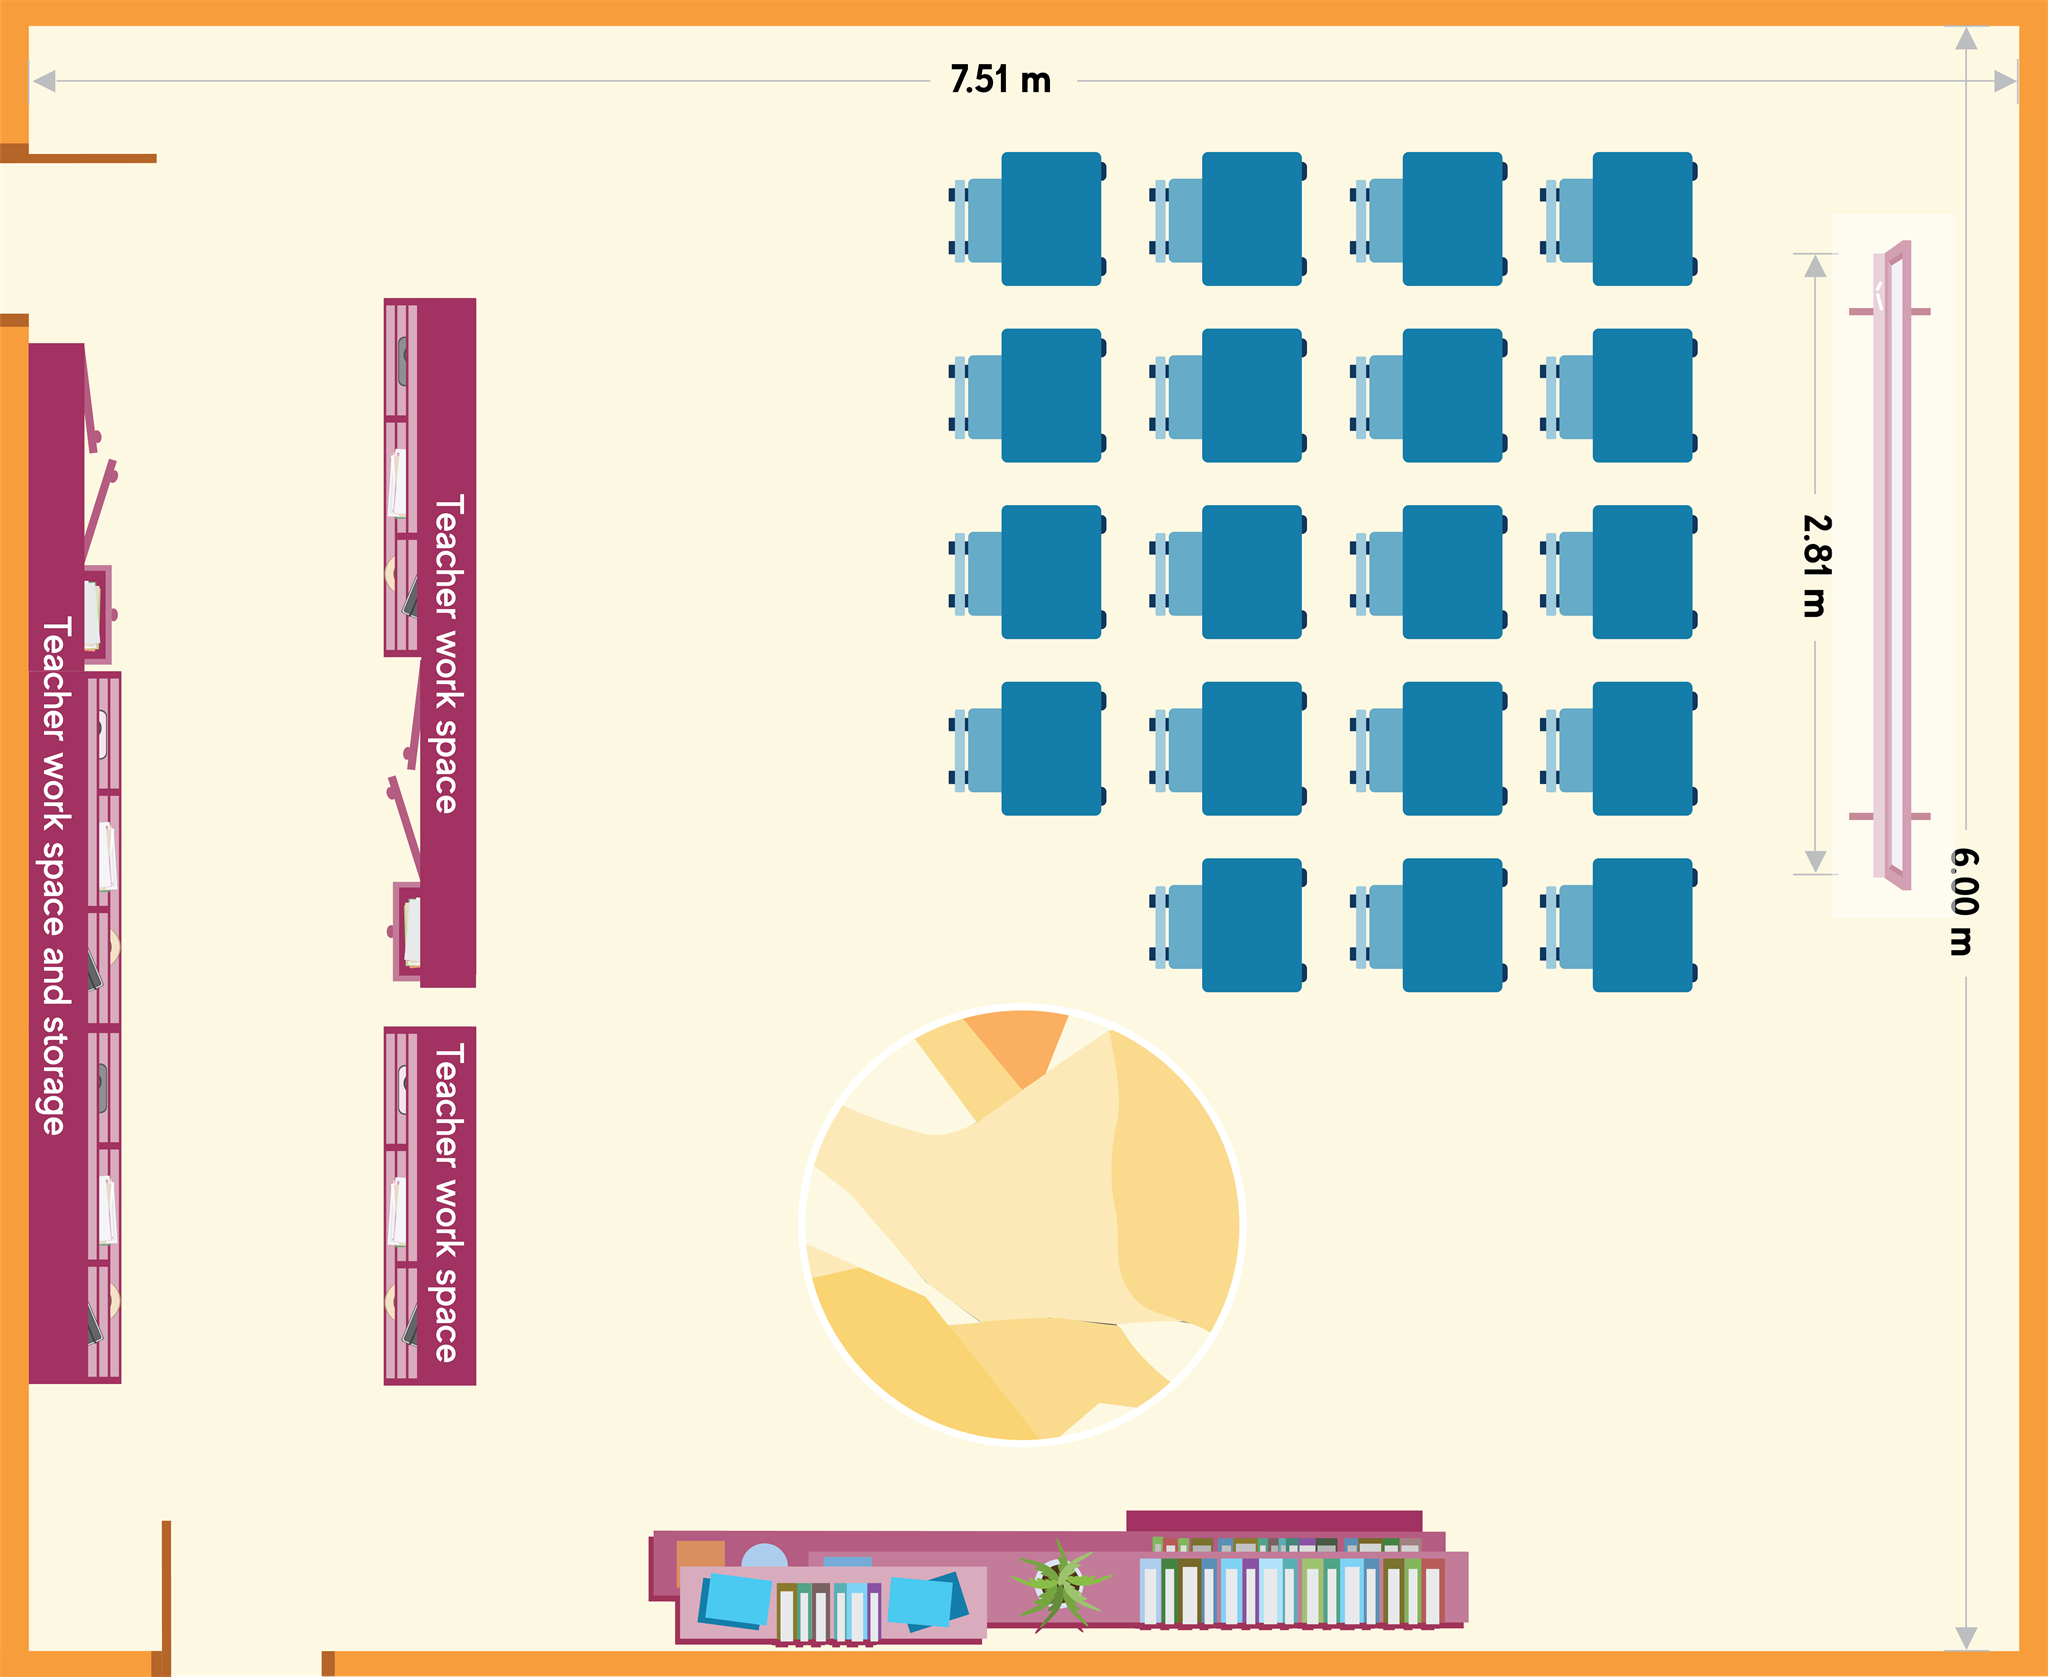 7.51 m
Teacher work space
2.81 m
Teacher work space and storage
6.00 m
Teacher work space